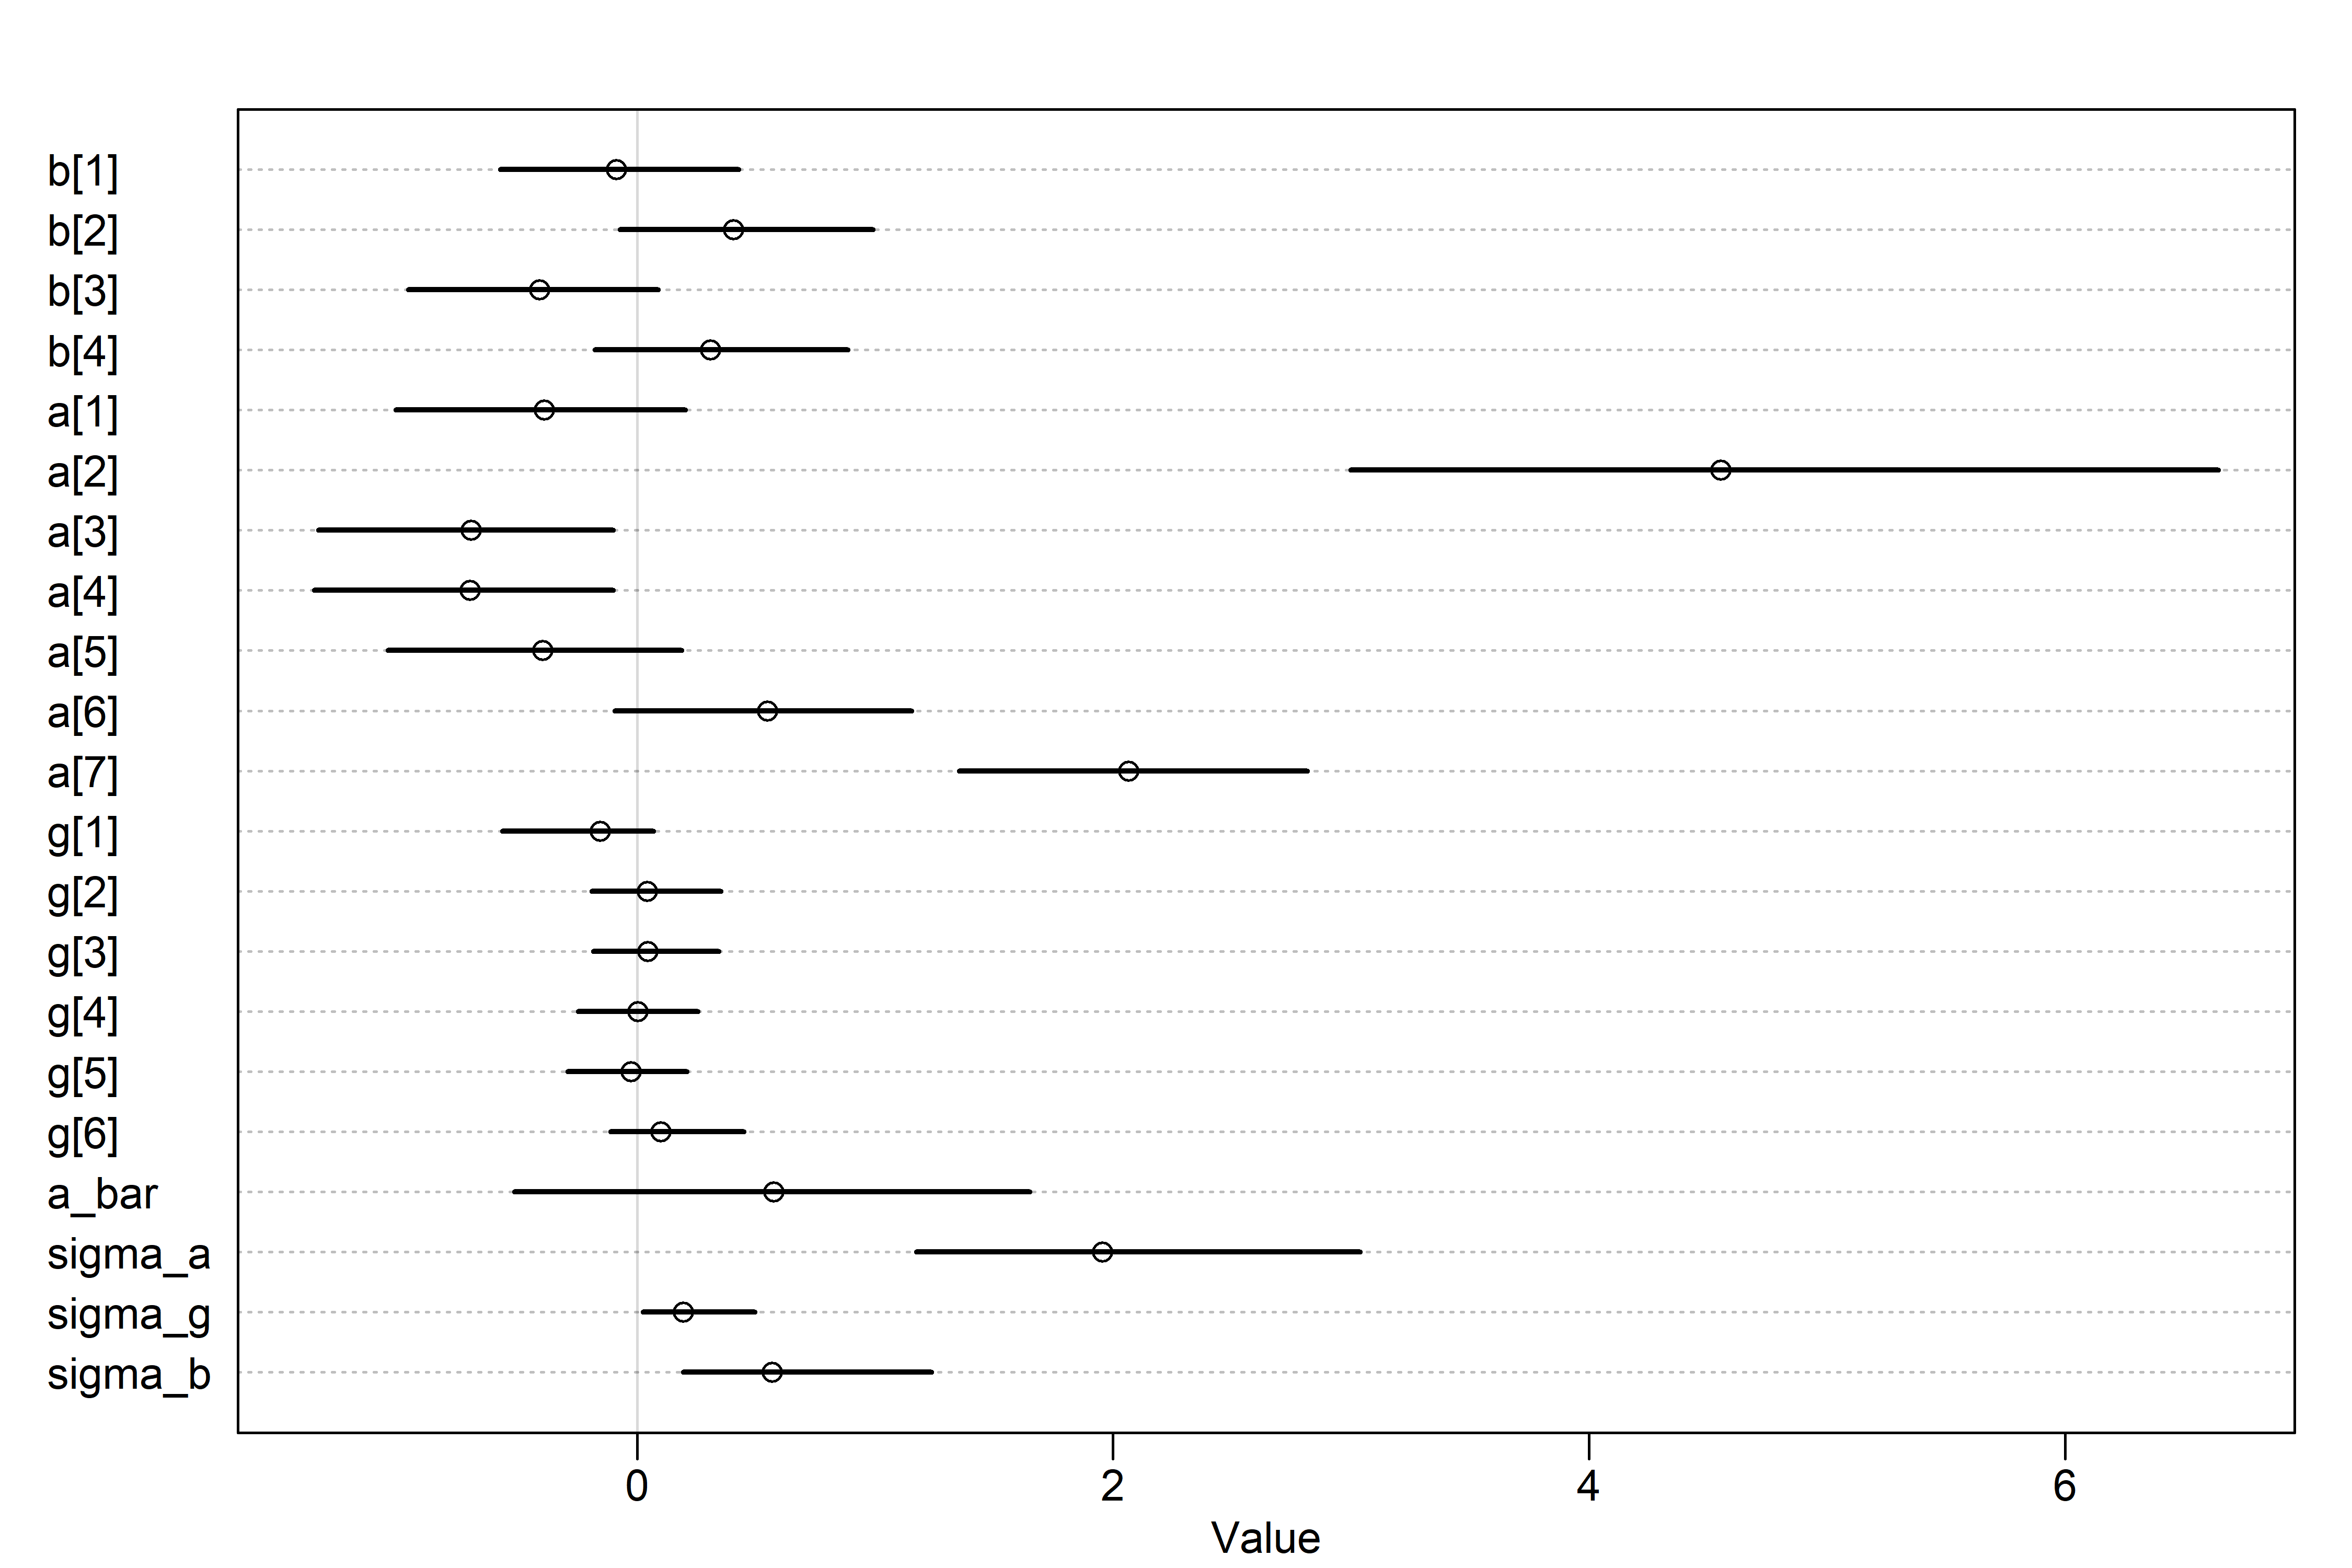 b[1]
b[2]
b[3]
b[4]
a[1]
a[2]
a[3]
a[4]
a[5]
a[6]
a[7]
g[1]
g[2]
g[3]
g[4]
g[5]
g[6]
a_bar
sigma_a
sigma_g
sigma_b
0 2 4 6
Value